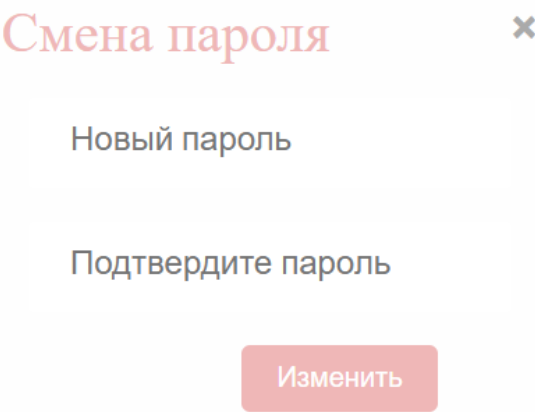 Смена пароля ×
Новый пароль
Подтвердите пароль
Изменить